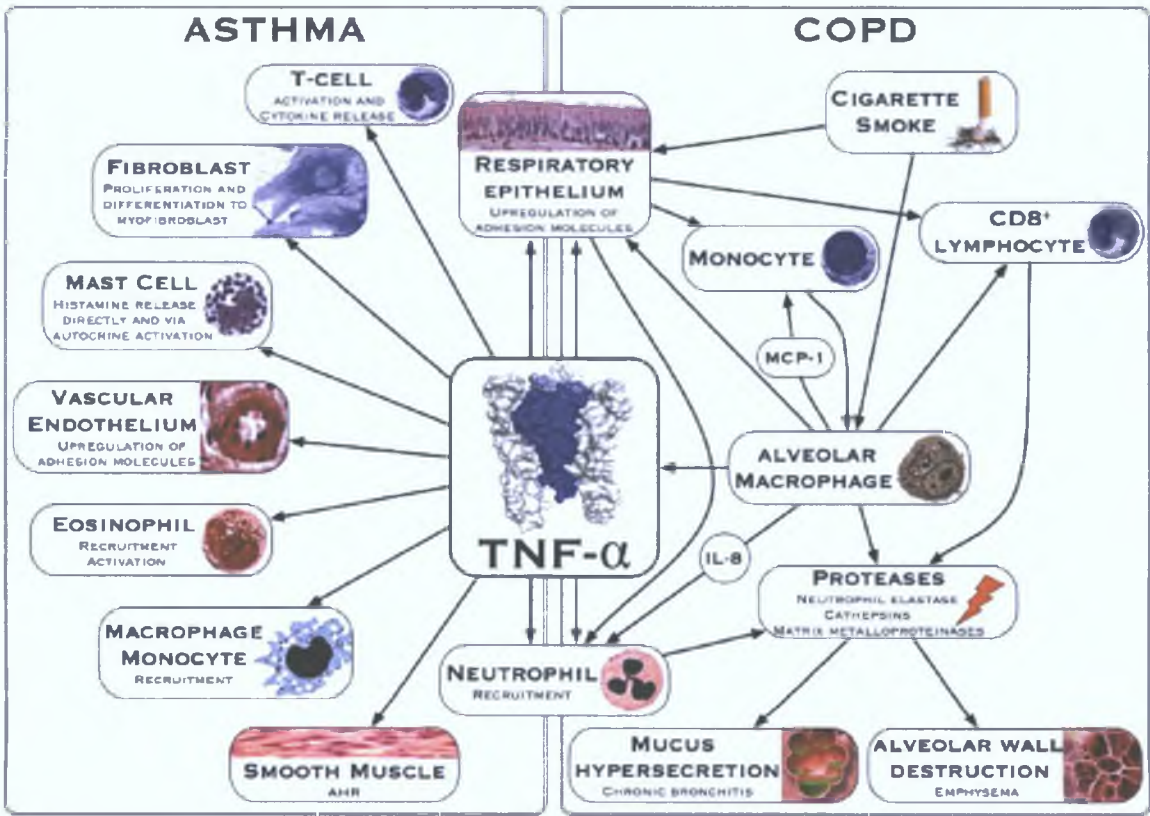 ASTHMA
COPD
T-CELL
ACTIVATION AND
CYTOKINE RELEASE
FIBROBLAST
PROLIFERATION AND
DIFFERENTIATION TO
MYOFIBROBLAST
MAST CELL
HISTAMINE RELEASE
DIRECTLY AND VIA
AUTOCRINE ACTIVATION
VASCULAR
ENDOTHELIUM
UPREGULATION OF
ADHESION MOLECULES
EOSINOPHIL
RECRUITMENT
ACTIVATION
MACROPHAGE
MONOCYTE
RECRUITMENT
SMOOTH MUSCLE
AHR
RESPIRATORY
EPITHELIUM
UPREGULATION OF
ADHESION MOLECULES
TNF-α
NEUTROPHIL
RECRUITMENT
CIGARETTE
SMOKE
CD8+
LYMPHOCYTE
MONOCYTE
MCP-1
ALVEOLAR
MACROPHAGE
IL-8
PROTEASES
NEUTROPHIL ELASTASE
CATHEPSINS
MATRIX METALLOPROTEINASES
MUCUS
HYPERSECRETION
CHRONIC BRONCHITIS
ALVEOLAR WALL
DESTRUCTION
EMPHYSEMA